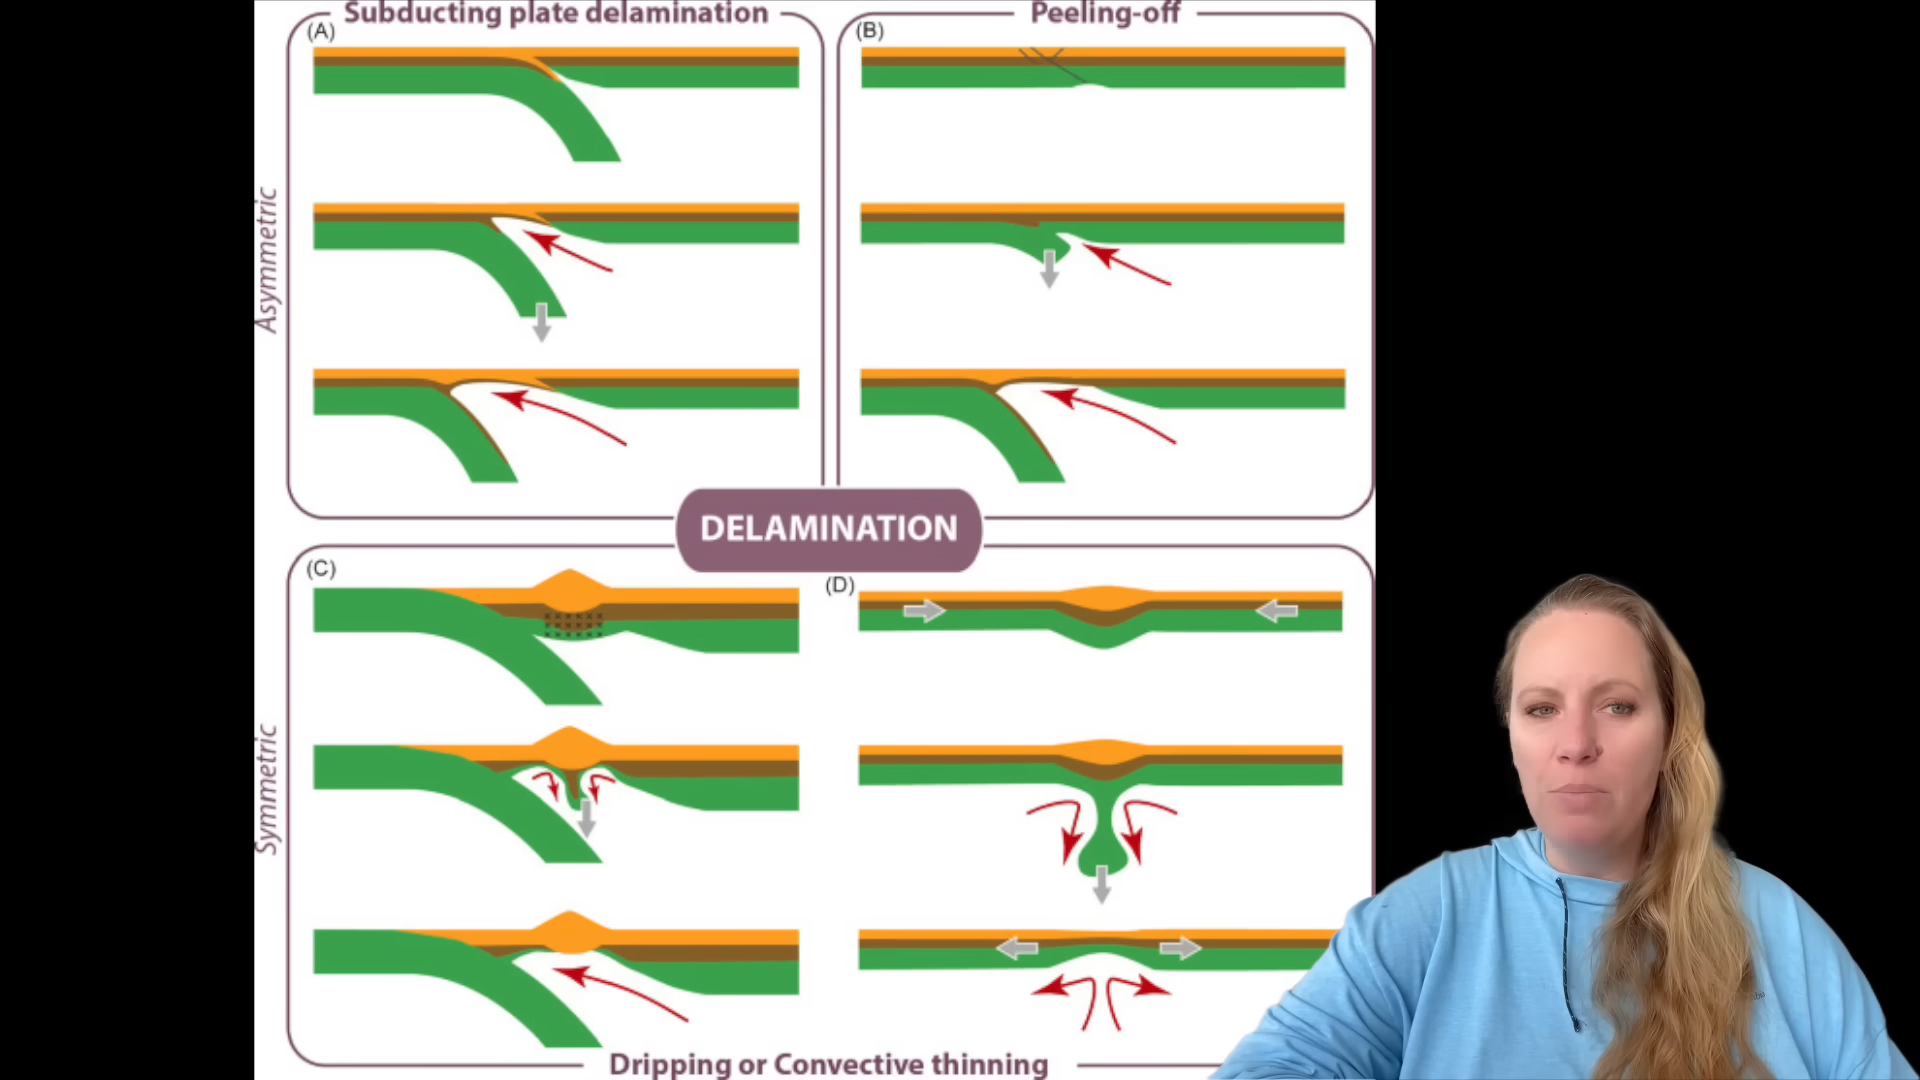 Subducting plate delamination
Peeling-off
(A)
(B)
Asymmetric
DELAMINATION
(C)
(D)
Symmetric
Dripping or Convective thinning